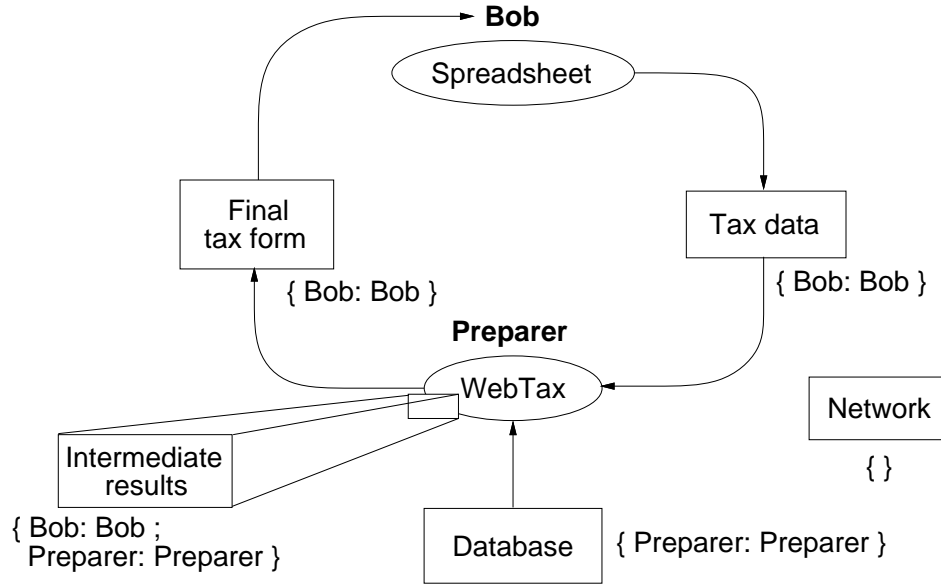 Bob
Spreadsheet
Final
tax form
Tax data
{ Bob: Bob }
{ Bob: Bob }
Preparer
WebTax
Network
{ }
Intermediate
results
{ Bob: Bob ;
Preparer: Preparer }
Database
{ Preparer: Preparer }